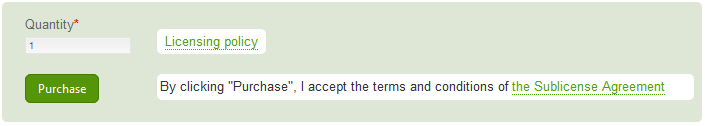 Quantity*
1
Licensing policy
Purchase
By clicking "Purchase", I accept the terms and conditions of the Sublicense Agreement